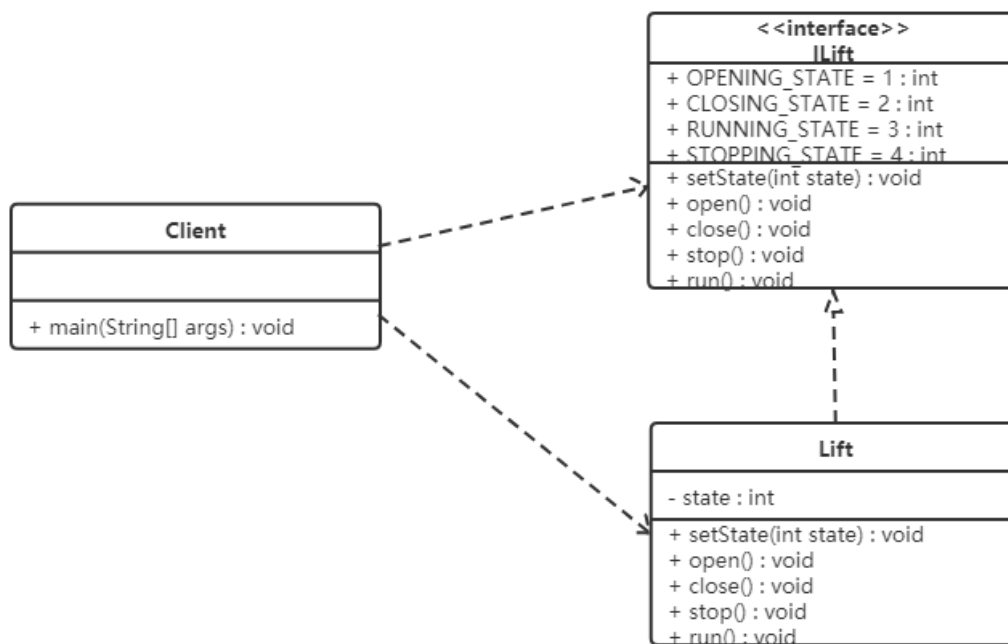 <<interface>>
ILift
+ OPENING_STATE = 1 : int
+ CLOSING_STATE = 2 : int
+ RUNNING_STATE = 3 : int
+ STOPPING_STATE = 4 : int
+ setState(int state) : void
+ open() : void
+ close() : void
+ stop() : void
+ run() : void
Client
+ main(String[] args) : void
Lift
- state : int
+ setState(int state) : void
+ open() : void
+ close() : void
+ stop() : void
+ run() : void